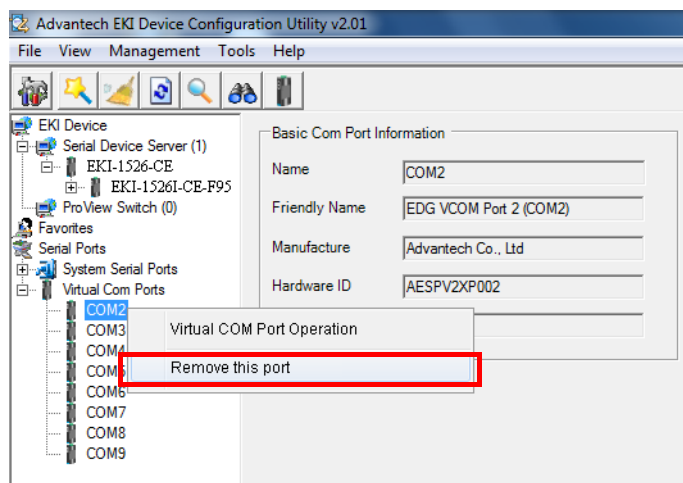 Advantech EKI Device Configuration Utility v2.01
File View Management Tools Help
EKI Device
Serial Device Server (1)
EKI-1526-CE
EKI-1526I-CE-F95
ProView Switch (0)
Favorites
Serial Ports
System Serial Ports
Virtual Com Ports
COM2
COM3
COM4
COM6
COM7
COM8
COM9
Virtual COM Port Operation
Remove this port
Basic Com Port Information
Name COM2
Friendly Name EDG VCOM Port 2 (COM2)
Manufacture Advantech Co., Ltd
Hardware ID AESPV2XP002